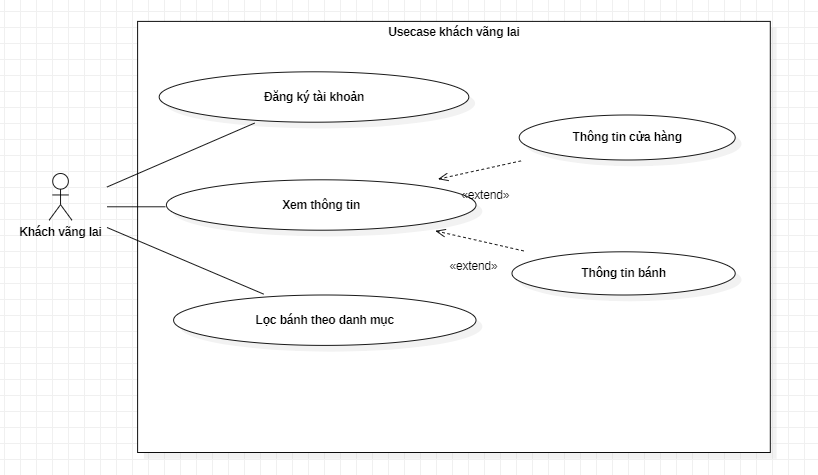 Usecase khách vãng lai
Đăng ký tài khoản
Thông tin cửa hàng
«extend»
Xem thông tin
Khách vãng lai
«extend»
Thông tin bánh
Lọc bánh theo danh mục